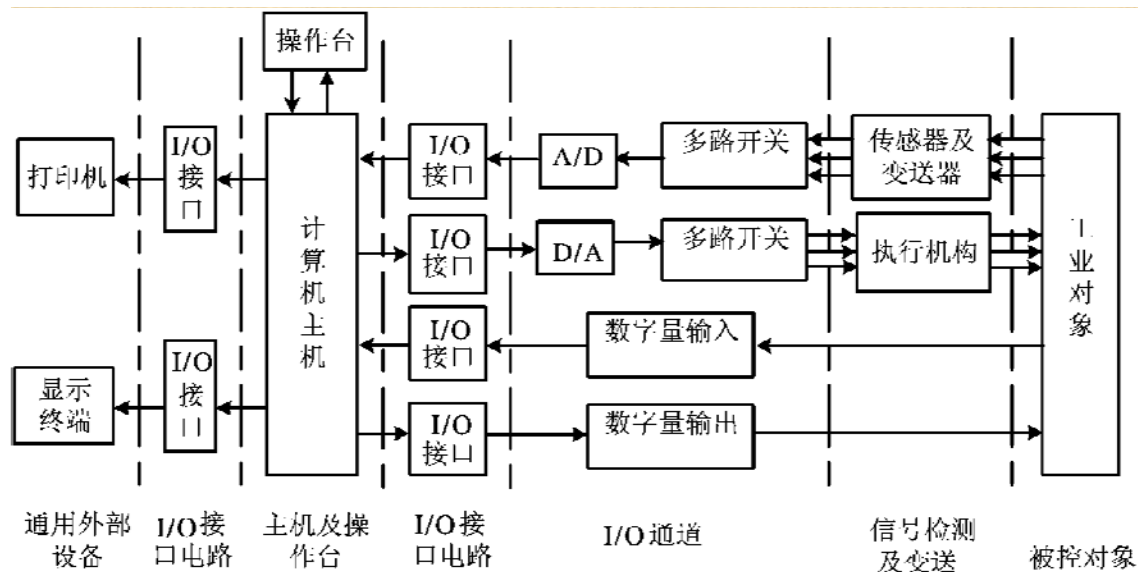 操作台
打印机
I/O
接
口
计
算
机
主
机
I/O
接口
A/D
多路开关
传感器及
变送器
I/O
接口
D/A
多路开关
执行机构
工
业
对
象
I/O
接口
数字量输入
显示
终端
I/O
接
口
I/O
接口
数字量输出
通用外部
设备
I/O接
口电路
主机及操
作台
I/O接
口电路
I/O通道
信号检测
及变送
被控对象